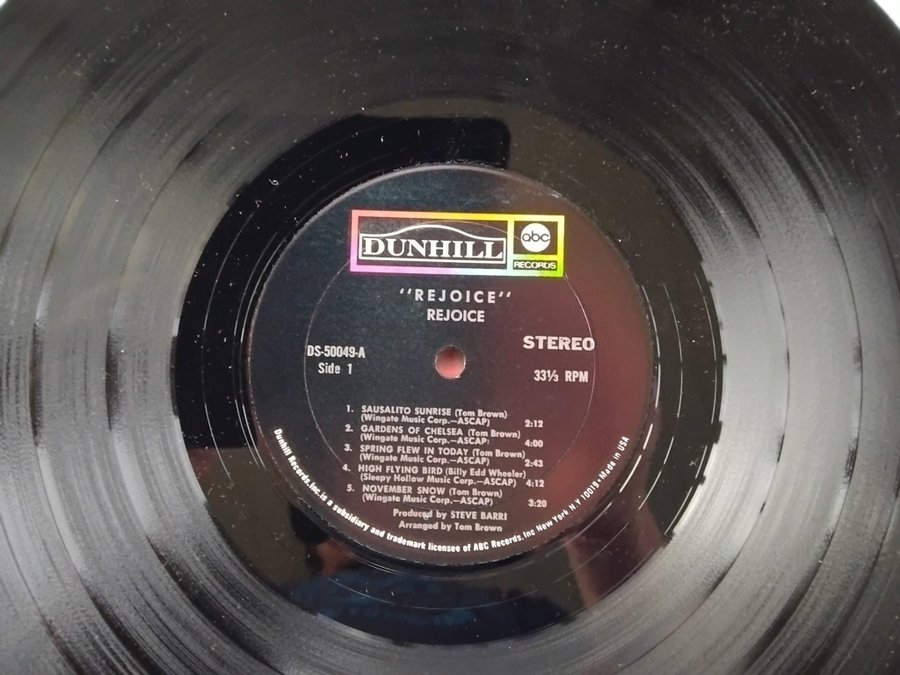 DUNHILL
abc
RECORDS
"REJOICE"
REJOICE
DS-50049-A
Side 1
STEREO
33⅓ RPM
1. SAUSALITO SUNRISE (Tom Brown)
(Wingate Music Corp.—ASCAP) 2:12
2. GARDENS OF CHELSEA (Tom Brown)
(Wingate Music Corp.—ASCAP: 4:00
3. SPRING FLEW IN TODAY (Tom Brown)
(Wingate Music Corp.—ASCAP) 2:43
4. HIGH FLYING BIRD (Billy Edd Wheeler)
(Sleepy Hollow Music Corp.—ASCAP) 4:12
5. NOVEMBER SNOW (Tom Brown)
(Wingate Music Corp.—ASCAP) 3:20
Produced by STEVE BARRI
Arranged by Tom Brown
Dunhill Records, Inc. is a subsidiary and trademark licensee of ABC Records, Inc New York, N.Y 10019 • Made in USA